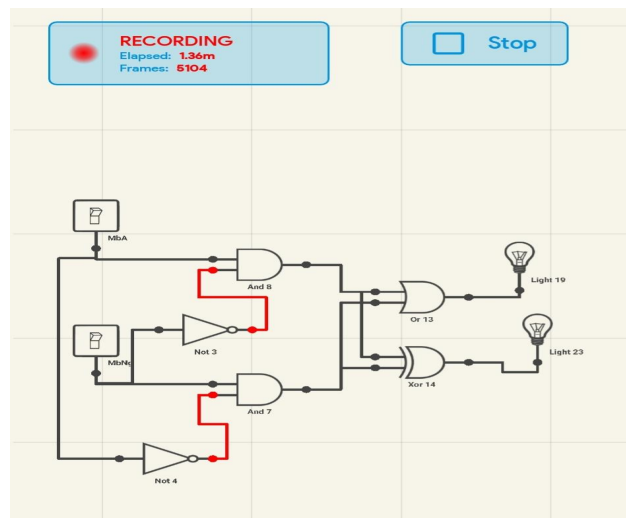 RECORDING
Elapsed: 1.36m
Frames: 5104
Stop
MbA
And 8
Light 19
Or 13
Not 3
Light 23
Xor 14
And 7
Not 4